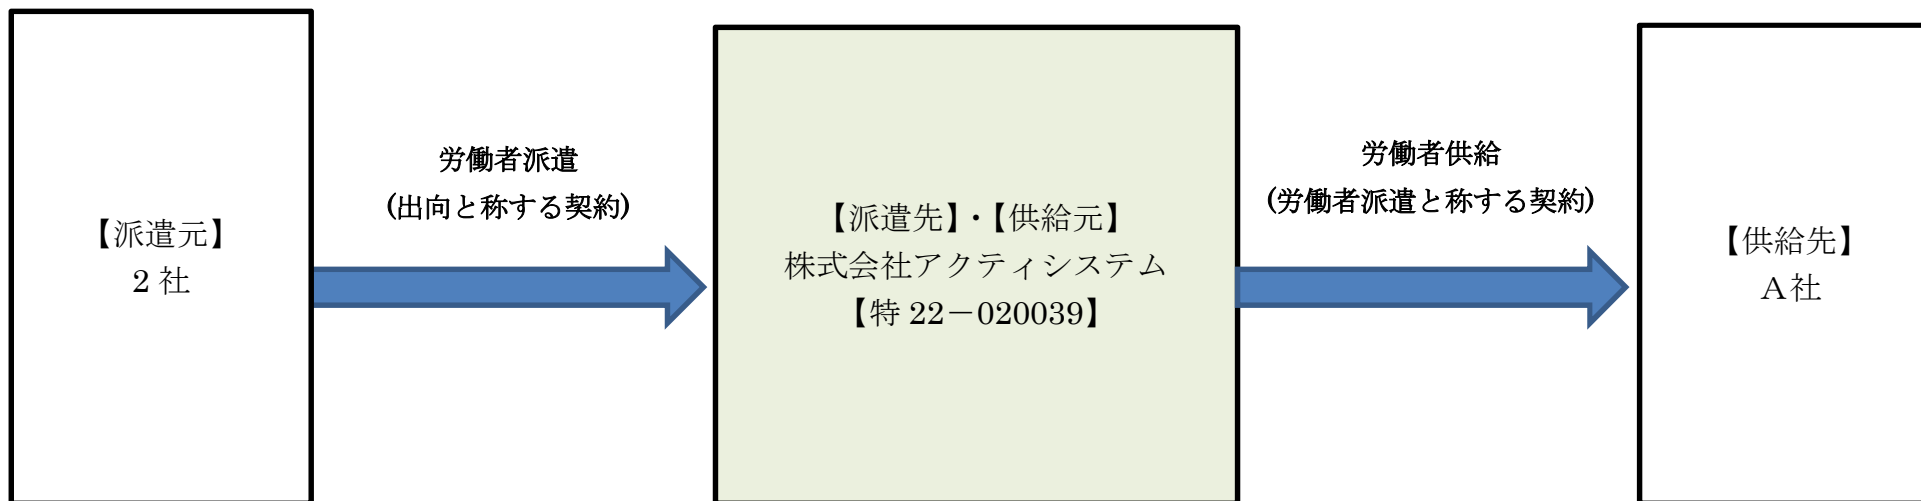 【派遣元】
2 社
労働者派遣
(出向と称する契約)
【派遣先】・【供給元】
株式会社アクティシステム
【特 22－020039】
労働者供給
(労働者派遣と称する契約)
【供給先】
Ａ社